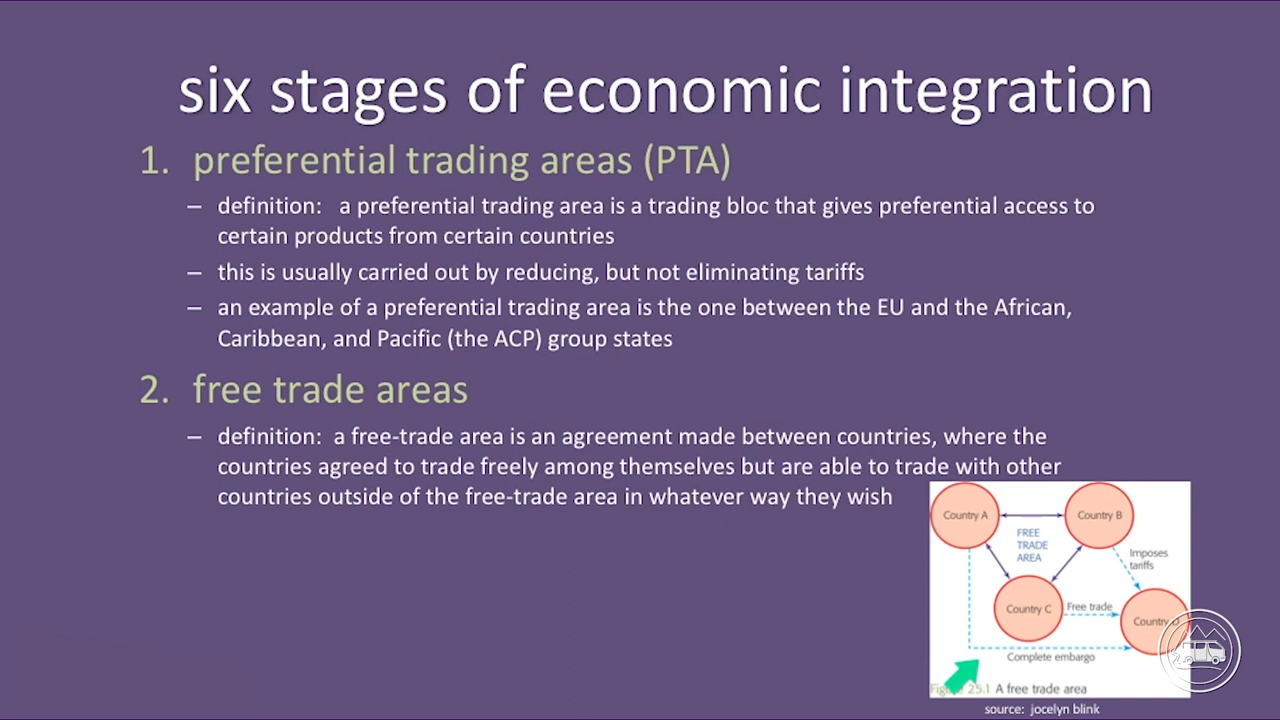 six stages of economic integration
1. preferential trading areas (PTA)
– definition: a preferential trading area is a trading bloc that gives preferential access to
certain products from certain countries
– this is usually carried out by reducing, but not eliminating tariffs
– an example of a preferential trading area is the one between the EU and the African,
Caribbean, and Pacific (the ACP) group states
2. free trade areas
– definition: a free-trade area is an agreement made between countries, where the
countries agreed to trade freely among themselves but are able to trade with other
countries outside of the free-trade area in whatever way they wish
Country A
Country B
FREE
TRADE
AREA
Imposes
tariffs
Country C
Free trade
Country D
Complete embargo
25.1 A free trade area
source: jocelyn blink